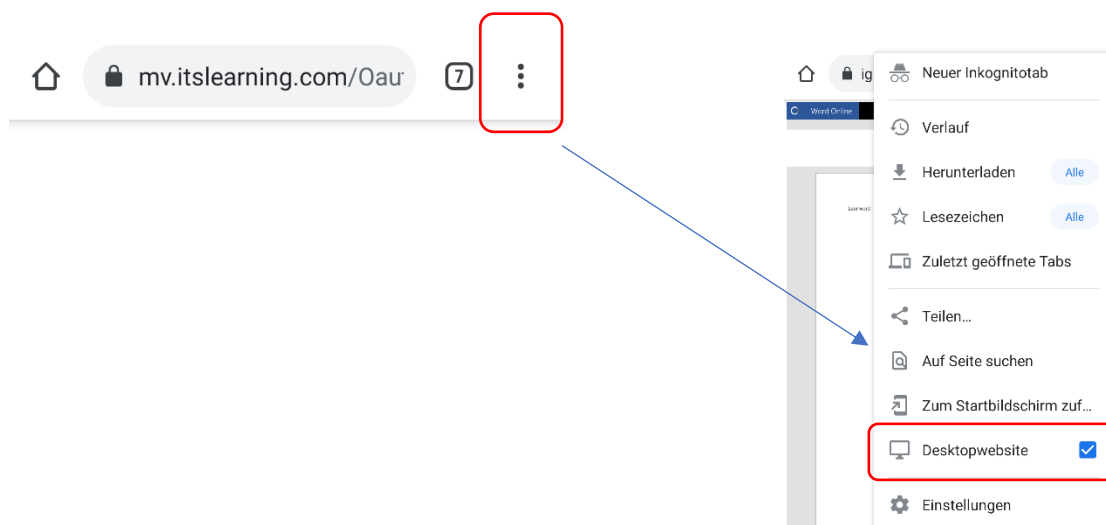 mv.itslearning.com/Oau
7
ig
Word Online
Neuer Inkognitotab
Verlauf
Herunterladen Alle
Lesezeichen Alle
Zuletzt geöffnete Tabs
Teilen...
Auf Seite suchen
Zum Startbildschirm zuf...
Desktopwebsite
Einstellungen